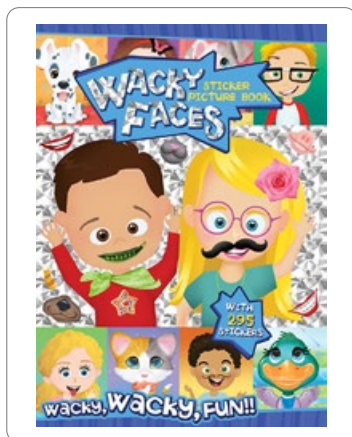 WACKY
FACES
STICKER
PICTURE BOOK
WITH
295
STICKERS
WACKY, WACKY, FUN!!